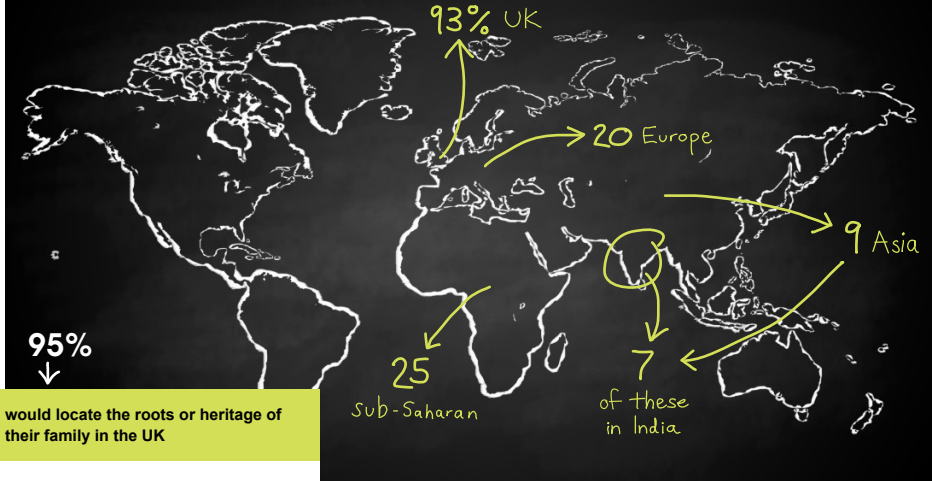 93% UK
20 Europe
9 Asia
95%
25
sub-Saharan
7
of these
in India
would locate the roots or heritage of
their family in the UK